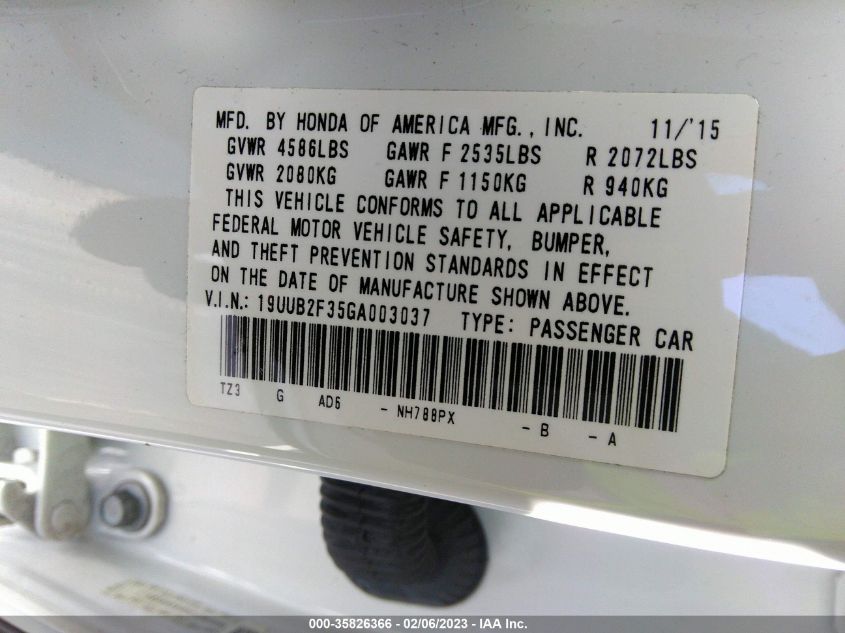 MFD. BY HONDA OF AMERICA MFG., INC. 11/'15
GVWR 4586LBS GAWR F 2535LBS R 2072LBS
GVWR 2080KG GAWR F 1150KG R 940KG
THIS VEHICLE CONFORMS TO ALL APPLICABLE
FEDERAL MOTOR VEHICLE SAFETY, BUMPER,
AND THEFT PREVENTION STANDARDS IN EFFECT
ON THE DATE OF MANUFACTURE SHOWN ABOVE.
V.I.N.: 19UUB2F35GA003037 TYPE: PASSENGER CAR
TZ3 G AD6 - NH788PX - B - A
000-35826366 - 02/06/2023 - IAA Inc.